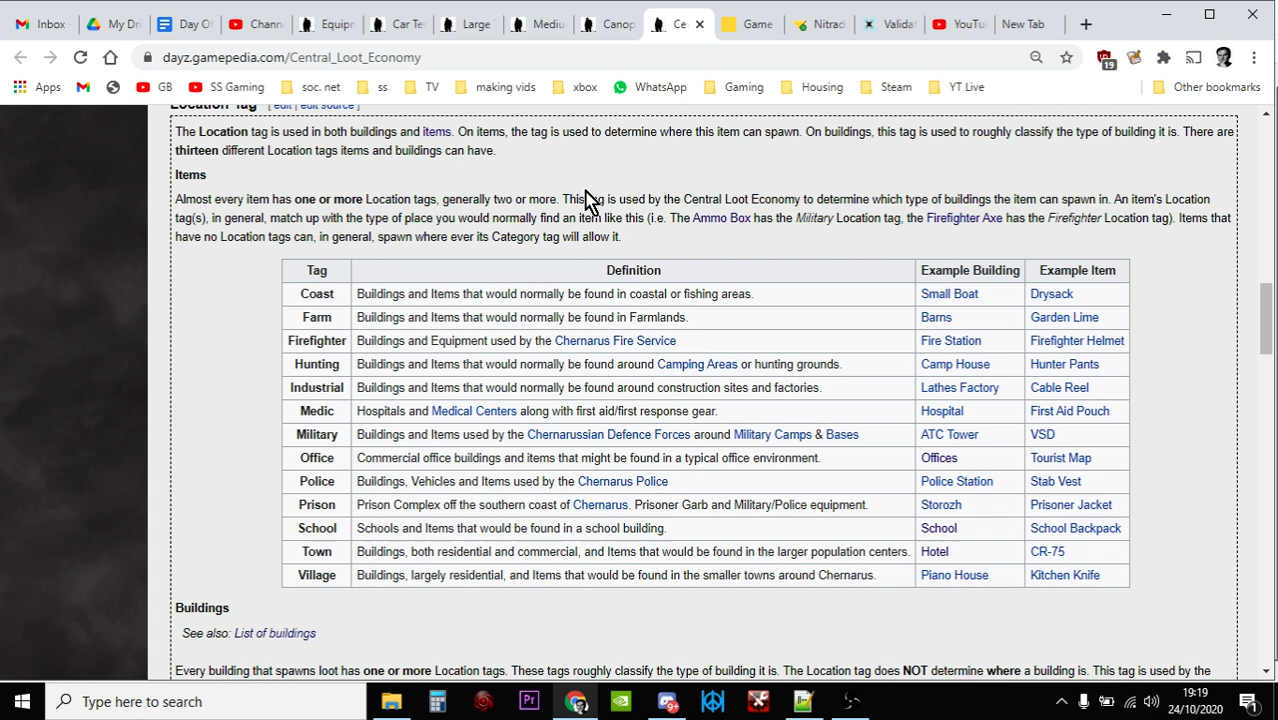 Inbox
My Dri
Day Of
Chann
Equipn
Car Te
Large
Mediu
Canop
Ce
Game
Nitrad
Validat
YouTu
New Tab
dayz.gamepedia.com/Central_Loot_Economy
19
Apps
GB
SS Gaming
soc. net
ss
TV
making vids
xbox
WhatsApp
Gaming
Housing
Steam
YT Live
Other bookmarks
Location Tag [ edit | edit source ]
The Location tag is used in both buildings and items. On items, the tag is used to determine where this item can spawn. On buildings, this tag is used to roughly classify the type of building it is. There are
thirteen different Location tags items and buildings can have.
Items
Almost every item has one or more Location tags, generally two or more. This tag is used by the Central Loot Economy to determine which type of buildings the item can spawn in. An item's Location
tag(s), in general, match up with the type of place you would normally find an item like this (i.e. The Ammo Box has the Military Location tag, the Firefighter Axe has the Firefighter Location tag). Items that
have no Location tags can, in general, spawn where ever its Category tag will allow it.
Tag Definition Example Building Example Item
Coast Buildings and Items that would normally be found in coastal or fishing areas. Small Boat Drysack
Farm Buildings and Items that would normally be found in Farmlands. Barns Garden Lime
Firefighter Buildings and Equipment used by the Chernarus Fire Service Fire Station Firefighter Helmet
Hunting Buildings and Items that would normally be found around Camping Areas or hunting grounds. Camp House Hunter Pants
Industrial Buildings and Items that would normally be found around construction sites and factories. Lathes Factory Cable Reel
Medic Hospitals and Medical Centers along with first aid/first response gear. Hospital First Aid Pouch
Military Buildings and Items used by the Chernarussian Defence Forces around Military Camps & Bases ATC Tower VSD
Office Commercial office buildings and items that might be found in a typical office environment. Offices Tourist Map
Police Buildings, Vehicles and Items used by the Chernarus Police Police Station Stab Vest
Prison Prison Complex off the southern coast of Chernarus. Prisoner Garb and Military/Police equipment. Storozh Prisoner Jacket
School Schools and Items that would be found in a school building. School School Backpack
Town Buildings, both residential and commercial, and Items that would be found in the larger population centers. Hotel CR-75
Village Buildings, largely residential, and Items that would be found in the smaller towns around Chernarus. Piano House Kitchen Knife
Buildings
See also: List of buildings
Every building that spawns loot has one or more Location tags. These tags roughly classify the type of building it is. The Location tag does NOT determine where a building is. This tag is used by the
Type here to search
Pr
19:19
24/10/2020
1